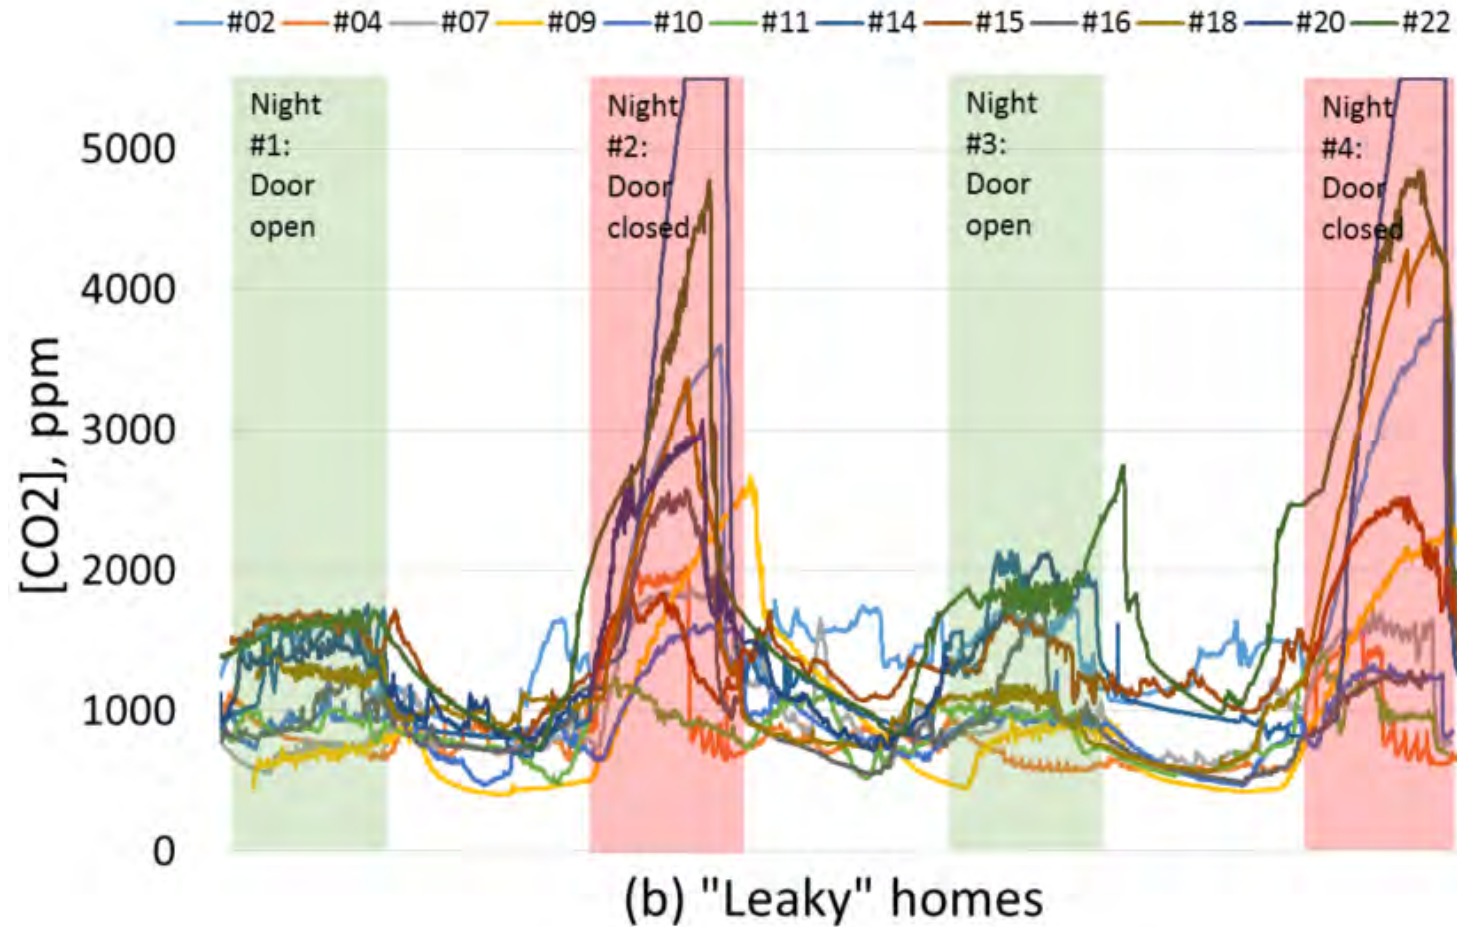 #02 #04 #07 #09 #10 #11 #14 #15 #16 #18 #20 #22
Night
#1:
Door
open
Night
#2:
Door
closed
Night
#3:
Door
open
Night
#4:
Door
closed
5000
4000
3000
2000
1000
0
[CO2], ppm
(b) "Leaky" homes